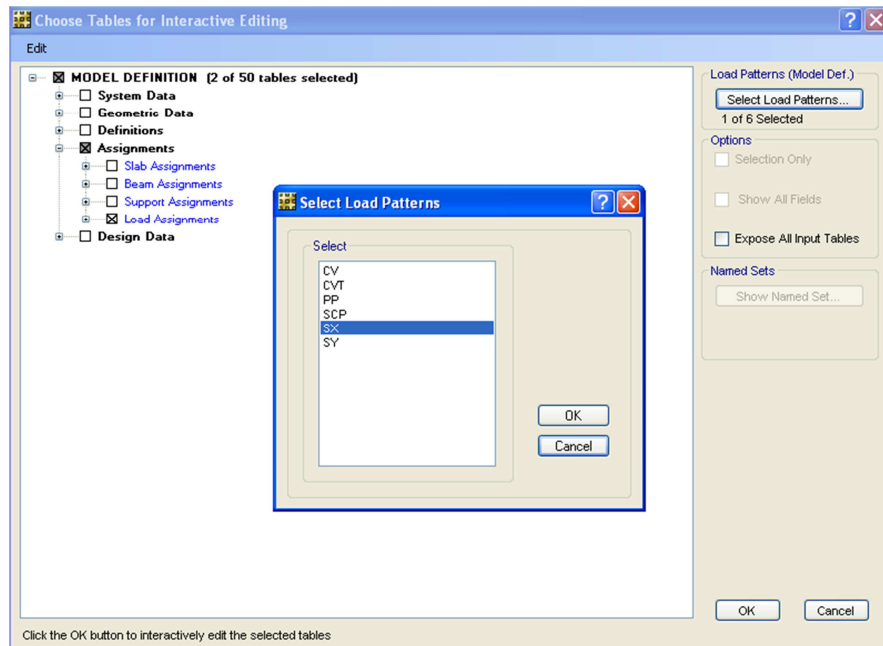 Choose Tables for Interactive Editing
Edit
MODEL DEFINITION (2 of 50 tables selected)
System Data
Geometric Data
Definitions
Assignments
Slab Assignments
Beam Assignments
Support Assignments
Load Assignments
Design Data
Select Load Patterns
Select
CV
CVT
PP
SCP
SX
SY
OK
Cancel
Load Patterns (Model Def.)
Select Load Patterns...
1 of 6 Selected
Options
Selection Only
Show All Fields
Expose All Input Tables
Named Sets
Show Named Set...
OK Cancel
Click the OK button to interactively edit the selected tables